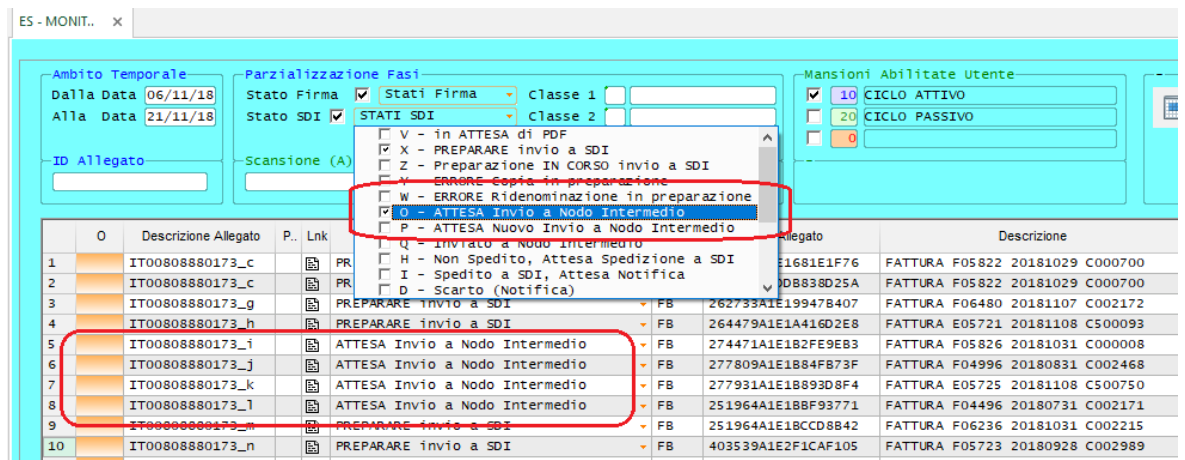 ES - MONIT.. ×
Ambito Temporale
Parzializzazione Fasi
Mansioni Abilitate Utente
Dalla Data 06/11/18 Stato Firma Stati Firma Classe 1 10 CICLO ATTIVO
Alla Data 21/11/18 Stato SDI STATI SDI Classe 2 20 CICLO PASSIVO
0
V - in ATTESA di PDF
X - PREPARARE invio a SDI
Z - Preparazione IN CORSO invio a SDI
Y - ERRORE Copia in preparazione
W - ERRORE Ridenominazione in preparazione
O - ATTESA Invio a Nodo Intermedio
P - ATTESA Nuovo Invio a Nodo Intermedio
Q - Inviato a Nodo Intermedio
H - Non Spedito, Attesa Spedizione a SDI
I - Spedito a SDI, Attesa Notifica
D - Scarto (Notifica)
ID Allegato
Scansione (A)
O Descrizione Allegato P.. Lnk Allegato Descrizione
1 IT00808880173_c PR E1681E1F76 FATTURA F05822 20181029 C000700
2 IT00808880173_c PR DB838D25A FATTURA F05822 20181029 C000700
3 IT00808880173_g PREPARARE invio a SDI FB 262733A1E19947B407 FATTURA F06480 20181107 C002172
4 IT00808880173_h PREPARARE invio a SDI FB 264479A1E1A416D2E8 FATTURA E05721 20181108 C500093
5 IT00808880173_i ATTESA Invio a Nodo Intermedio FB 274471A1E1B2FE9EB3 FATTURA F05826 20181031 C000008
6 IT00808880173_j ATTESA Invio a Nodo Intermedio FB 277809A1E1B84FB73F FATTURA F04996 20180831 C002468
7 IT00808880173_k ATTESA Invio a Nodo Intermedio FB 277931A1E1B893D8F4 FATTURA E05725 20181108 C500750
8 IT00808880173_l ATTESA Invio a Nodo Intermedio FB 251964A1E1BBF93771 FATTURA F04496 20180731 C002171
9 IT00808880173_m PREPARARE invio a SDI FB 251964A1E1BCCD8B42 FATTURA F06236 20181031 C002215
10 IT00808880173_n PREPARARE invio a SDI FB 403539A1E2F1CAF105 FATTURA F05723 20180928 C002989